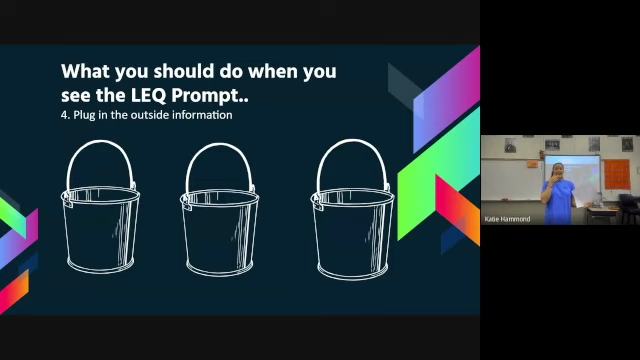 What you should do when you
see the LEQ Prompt..
4. Plug in the outside information
Katie Hammond